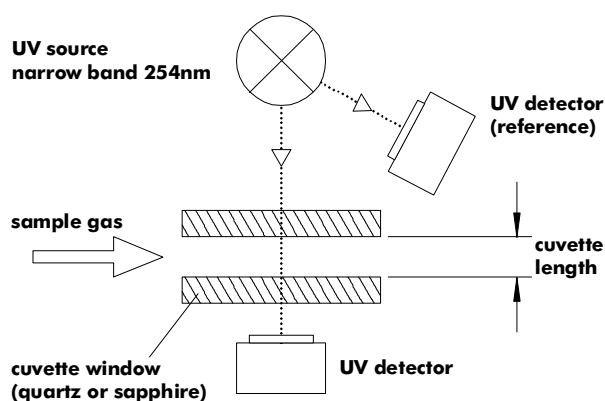 UV source
narrow band 254nm
UV detector
(reference)
sample gas
cuvette
length
cuvette window
(quartz or sapphire)
UV detector